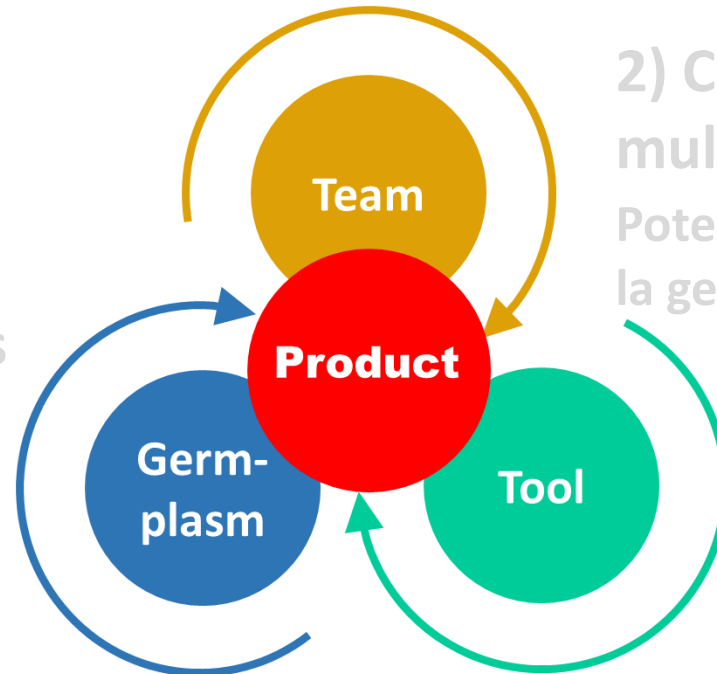 2) C
mul
Team
Pote
la ge
s
Product
Germ-
plasm
Tool